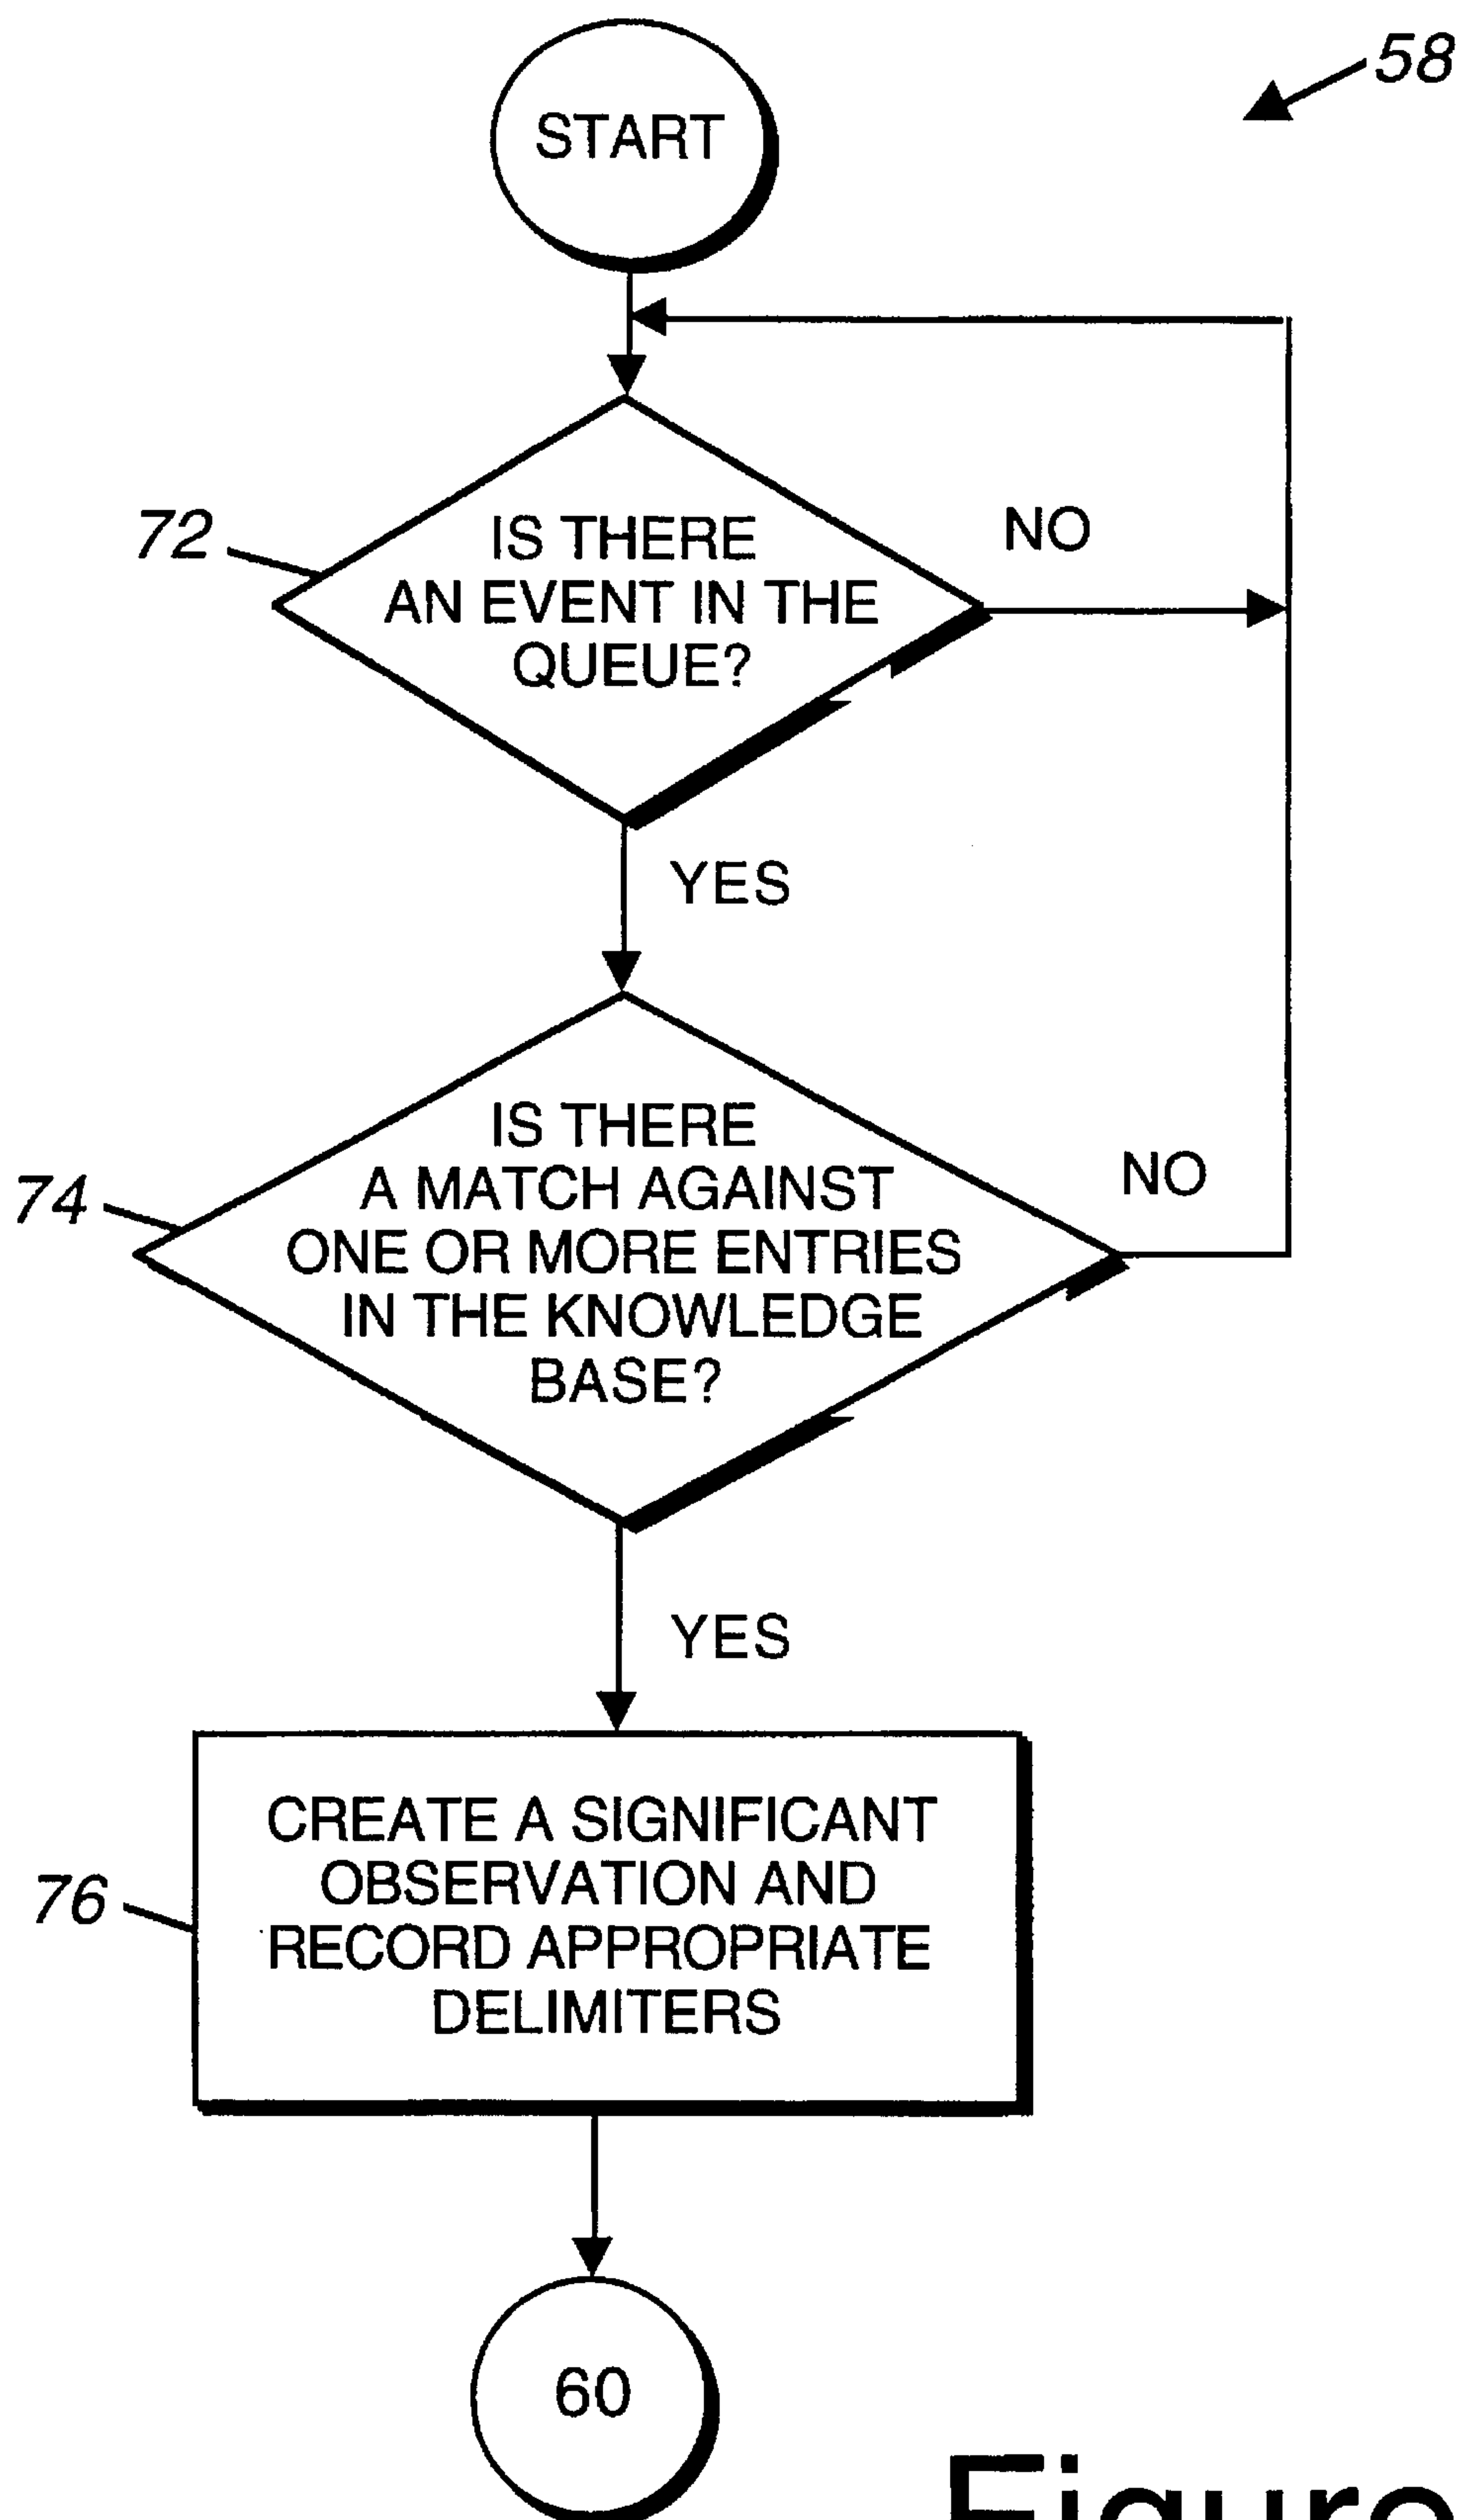 58
START
72
IS THERE
AN EVENT IN THE
QUEUE?
NO
YES
74
IS THERE
A MATCH AGAINST
ONE OR MORE ENTRIES
IN THE KNOWLEDGE
BASE?
NO
YES
76
CREATE A SIGNIFICANT
OBSERVATION AND
RECORD APPROPRIATE
DELIMITERS
60
Figure